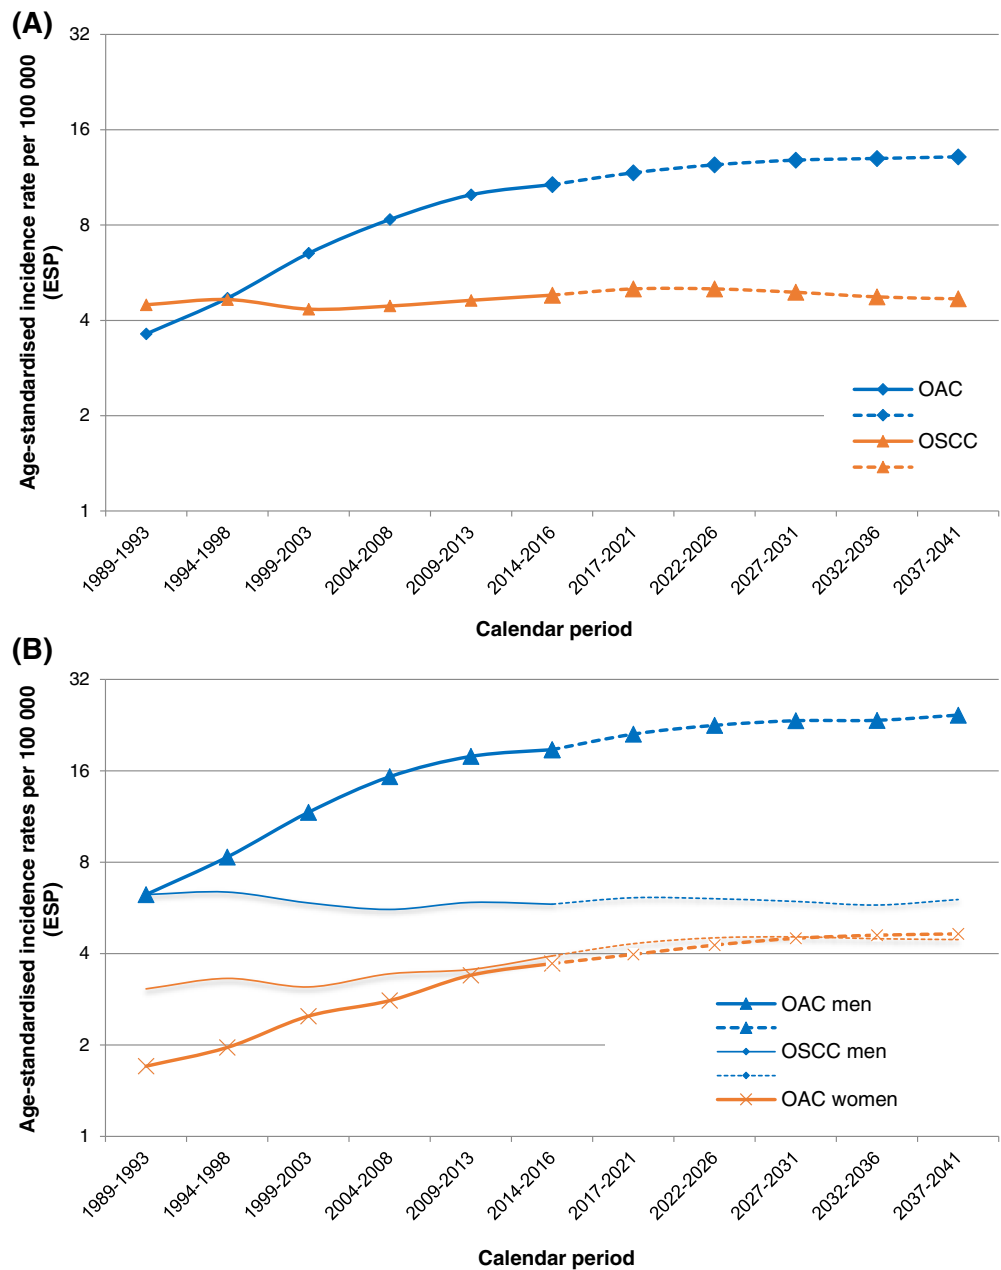 (A)
Age-standardised incidence rate per 100 000
(ESP)
32
16
8
4
2
1
OAC
OSCC
1989-1993
1994-1998
1999-2003
2004-2008
2009-2013
2014-2016
2017-2021
2022-2026
2027-2031
2032-2036
2037-2041
Calendar period
(B)
Age-standardised incidence rates per 100 000
(ESP)
32
16
8
4
2
1
OAC men
OSCC men
OAC women
1989-1993
1994-1998
1999-2003
2004-2008
2009-2013
2014-2016
2017-2021
2022-2026
2027-2031
2032-2036
2037-2041
Calendar period